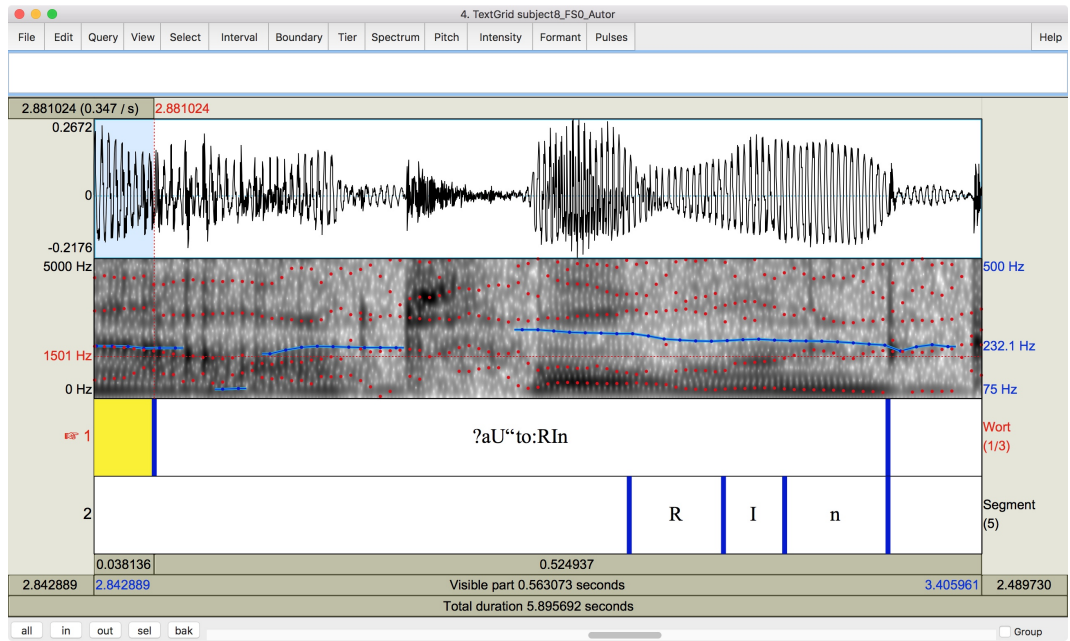 4. TextGrid subject8_FS0_Autor
File Edit Query View Select Interval Boundary Tier Spectrum Pitch Intensity Formant Pulses Help
2.881024 (0.347 / s) 2.881024
0.2672
0
-0.2176
5000 Hz 500 Hz
1501 Hz 232.1 Hz
0 Hz 75 Hz
☞ 1 ?aU“to:RIn Wort
(1/3)
2 R I n Segment
(5)
0.038136 0.524937
2.842889 2.842889 Visible part 0.563073 seconds 3.405961 2.489730
Total duration 5.895692 seconds
all in out sel bak Group